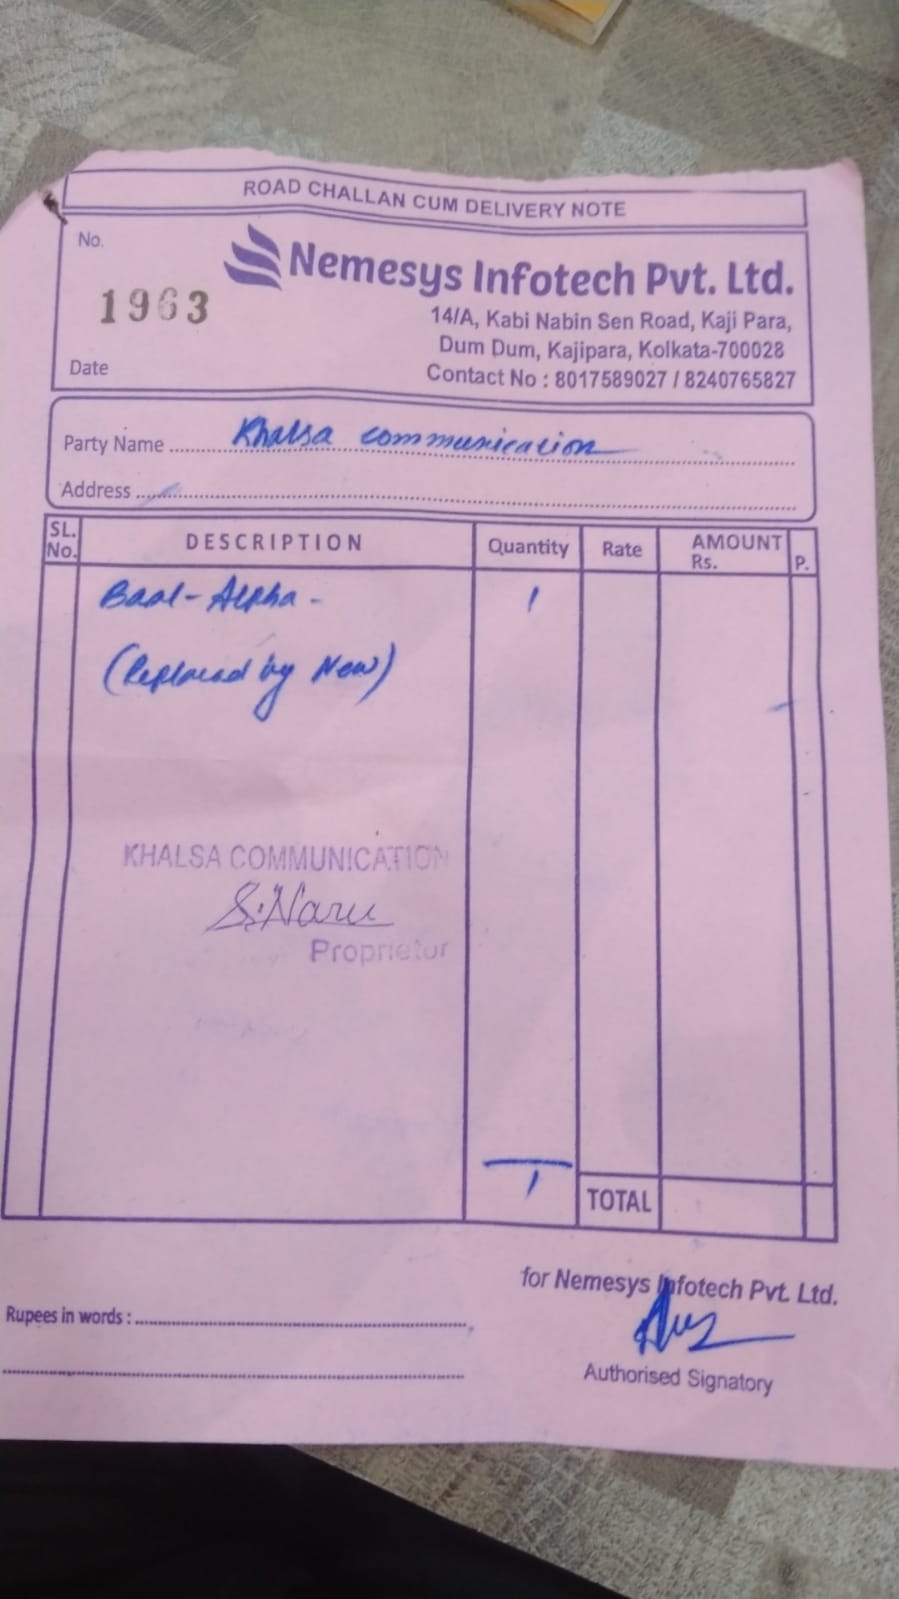 ROAD CHALLAN CUM DELIVERY NOTE
No.
1963
Date
Nemesys Infotech Pvt. Ltd.
14/A, Kabi Nabin Sen Road, Kaji Para,
Dum Dum, Kajipara, Kolkata-700028
Contact No : 8017589027 / 8240765827
Party Name Khalsa communication
Address
SL. No. DESCRIPTION Quantity Rate AMOUNT Rs. P.
Baal-Alpha - 1
(Replaced by New)
KHALSA COMMUNICATION
S. Naru
Proprietor
1
TOTAL
for Nemesys Infotech Pvt. Ltd.
Rupees in words :
Authorised Signatory